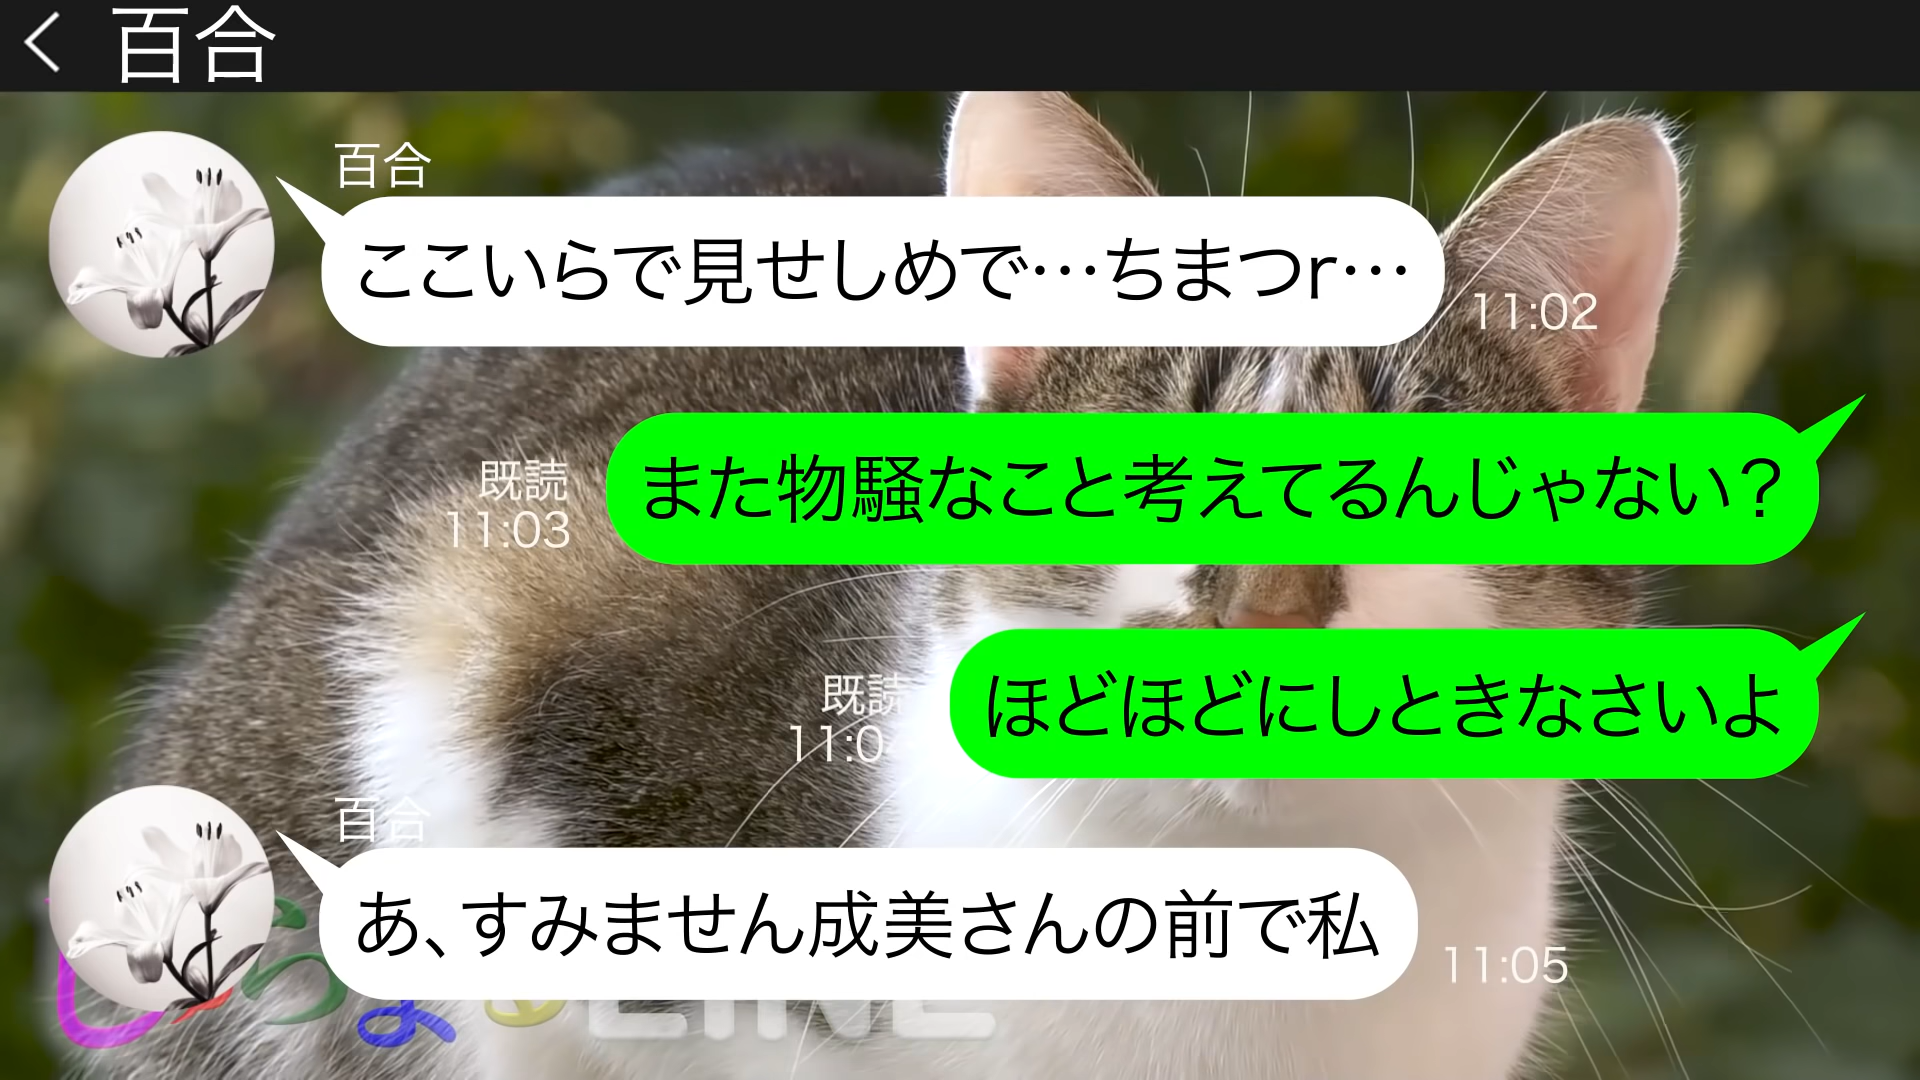 百合
百合
ここいらで見せしめで…ちまつr…
11:02
また物騒なこと考えてるんじゃない？
既読
11:03
ほどほどにしときなさいよ
既読
11:04
百合
あ、すみません成美さんの前で私
11:05
LINE